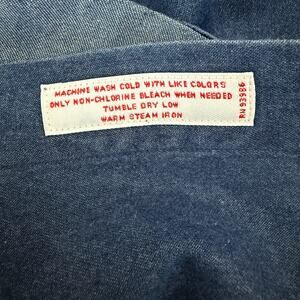 MACHINE WASH COLD WITH LIKE COLORS
ONLY NON-CHLORINE BLEACH WHEN NEEDED
TUMBLE DRY LOW
WARM STEAM IRON
RN 93986